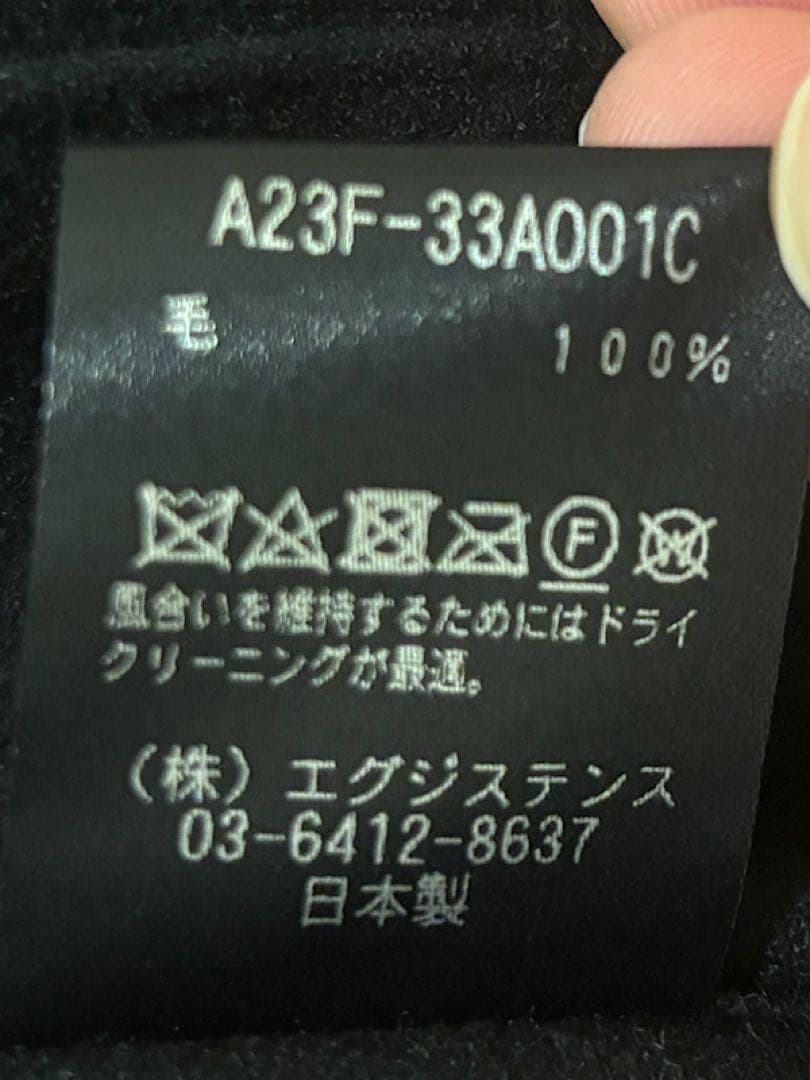 A23F-33A001C
毛 100%
F W
風合いを維持するためにはドライ
クリーニングが最適。
(株) エグジステンス
03-6412-8637
日本製